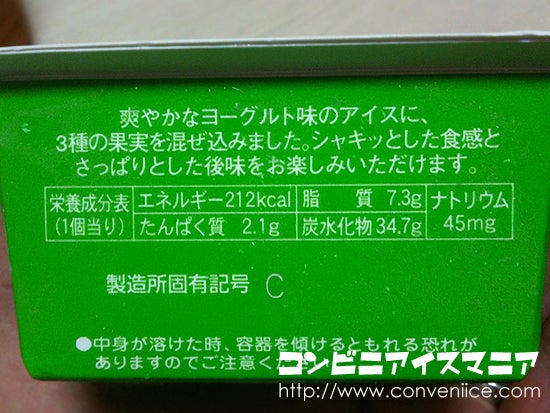 爽やかなヨーグルト味のアイスに、
3種の果実を混ぜ込みました。シャキッとした食感と
さっぱりとした後味をお楽しみいただけます。
栄養成分表 エネルギー212kcal 脂 質 7.3g ナトリウム
(1個当り) たんぱく質 2.1g 炭水化物34.7g 45mg
製造所固有記号 C
●中身が溶けた時、容器を傾けるともれる恐れが
ありますのでご注意くださ
コンビニアイスマニア
http://www.conveniice.com/